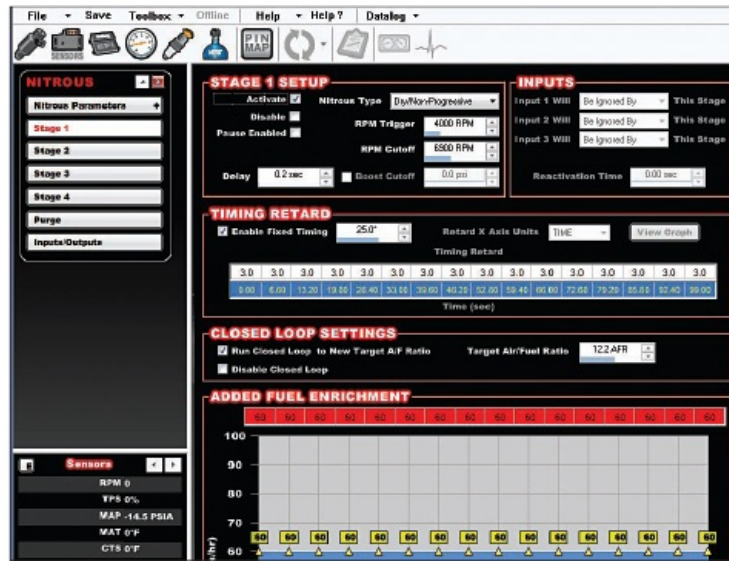 File Save Toolbox Offline Help Help ? Datalog
SENSORS
PIN MAP
NITROUS
Nitrous Parameters +
Stage 1
Stage 2
Stage 3
Stage 4
Purge
Inputs/Outputs
STAGE 1 SETUP
Activate Nitrous Type Dry/Non-Progressive
Disable
Pause Enabled
RPM Trigger 4000 RPM
RPM Cutoff 6900 RPM
Delay 0.2 sec Boost Cutoff 0.0 psi
INPUTS
Input 1 Will Be Ignored By This Stage
Input 2 Will Be Ignored By This Stage
Input 3 Will Be Ignored By This Stage
Reactivation Time 0.00 sec
TIMING RETARD
Enable Fixed Timing 25.0° Retard X Axis Units TIME View Graph
Timing Retard
3.0 3.0 3.0 3.0 3.0 3.0 3.0 3.0 3.0 3.0 3.0 3.0 3.0 3.0 3.0 3.0
0.00 6.60 13.20 19.80 26.40 33.00 39.60 46.20 52.80 59.40 66.00 72.60 79.20 85.80 92.40 99.00
Time (sec)
CLOSED LOOP SETTINGS
Run Closed Loop to New Target A/F Ratio Target Air/Fuel Ratio 12.2 AFR
Disable Closed Loop
ADDED FUEL ENRICHMENT
60 60 60 60 60 60 60 60 60 60 60 60 60 60 60 60
100
90
80
70
60 60 60 60 60 60 60 60 60 60 60 60 60 60
60
Sensors
RPM 0
TPS 0%
MAP -14.5 PSIA
MAT 0°F
CTS 0°F